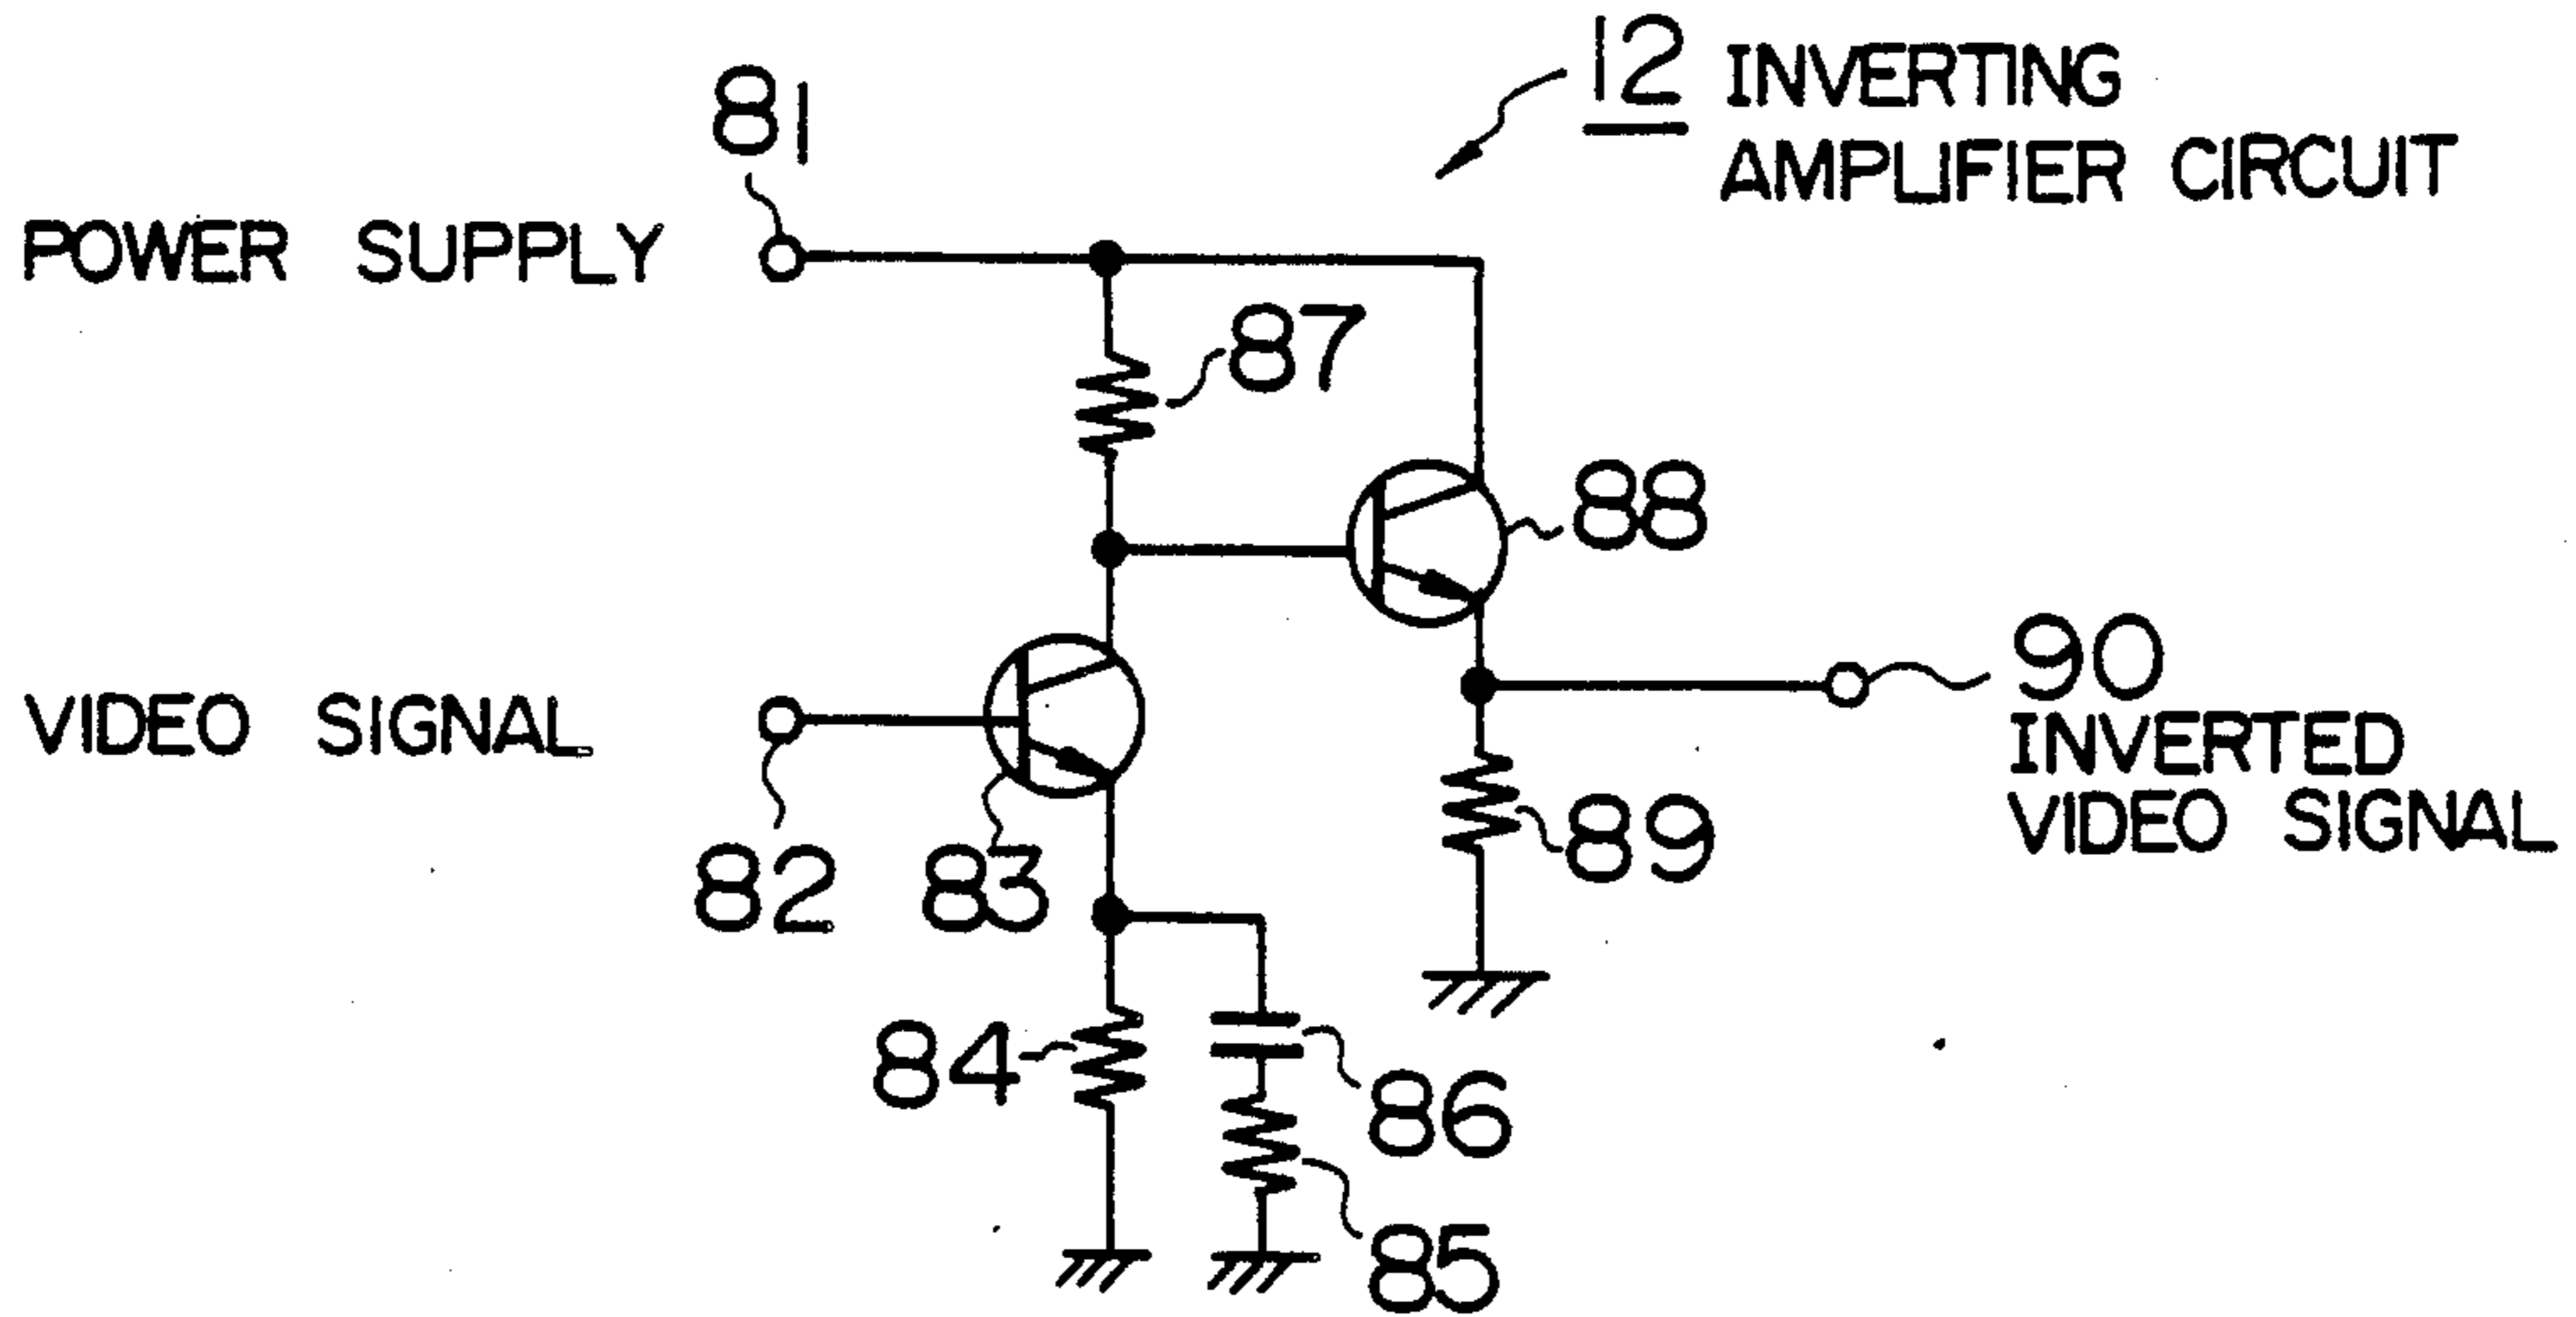 12 INVERTING
AMPLIFIER CIRCUIT
81
POWER SUPPLY
87
88
90
INVERTED
VIDEO SIGNAL
VIDEO SIGNAL
82
83
89
84
86
85